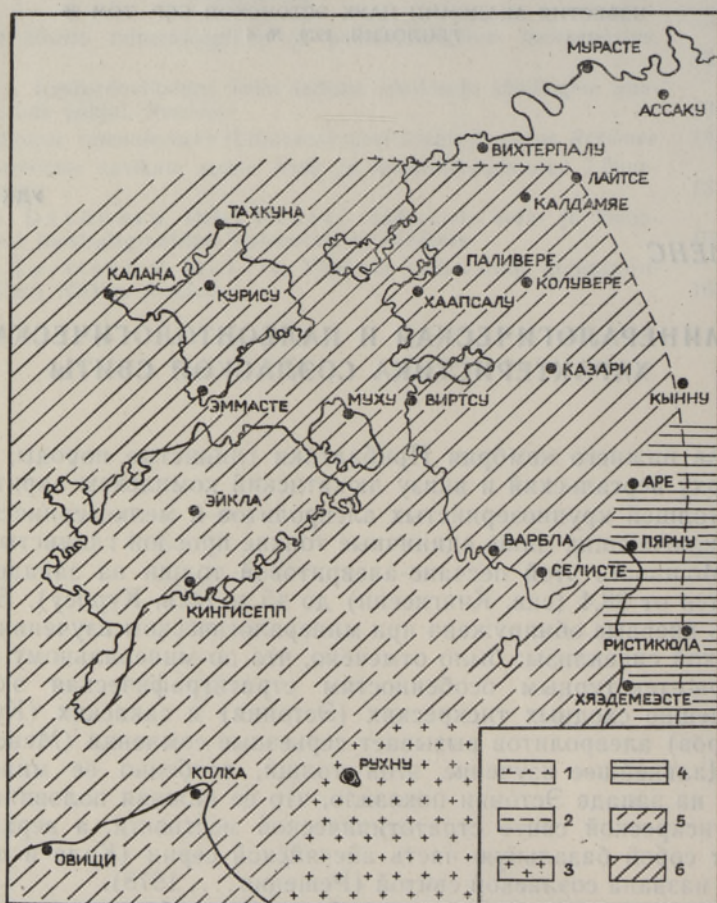 МУРАСТЕ
АССАКУ
ВИХТЕРПАЛУ
ЛАЙТСЕ
КАЛДАМЯЕ
ТАХКУНА
ПАЛИВЕРЕ
КАЛАНА
КУРИСУ
ХААПСАЛУ
КОЛУВЕРЕ
КАЗАРИ
КЫННУ
ЭММАСТЕ
МУХУ
ВИРТСУ
АРЕ
ЭЙКЛА
ПЯРНУ
ВАРБЛА
СЕЛИСТЕ
КИНГИСЕПП
РИСТИКЮЛА
ХЯЭДЕМЕЭСТЕ
РУХНУ
КОЛКА
ОВИЩИ
1 4
2 5
3 6